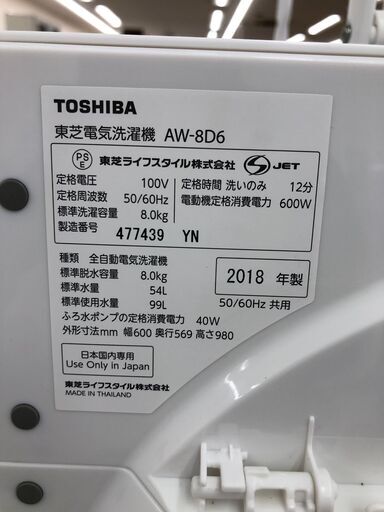 TOSHIBA
東芝電気洗濯機 AW-8D6
PS
E
東芝ライフスタイル株式会社 JET
定格電圧 100V 定格時間 洗いのみ 12分
定格周波数 50/60Hz 電動機定格消費電力 600W
標準洗濯容量 8.0kg
製造番号 477439 YN
種類 全自動電気洗濯機
標準脱水容量 8.0kg 2018 年製
標準水量 54L
標準使用水量 99L 50/60Hz 共用
ふろ水ポンプの定格消費電力 40W
外形寸法mm 幅600 奥行569 高さ980
日本国内専用
Use Only in Japan
東芝ライフスタイル株式会社
MADE IN THAILAND